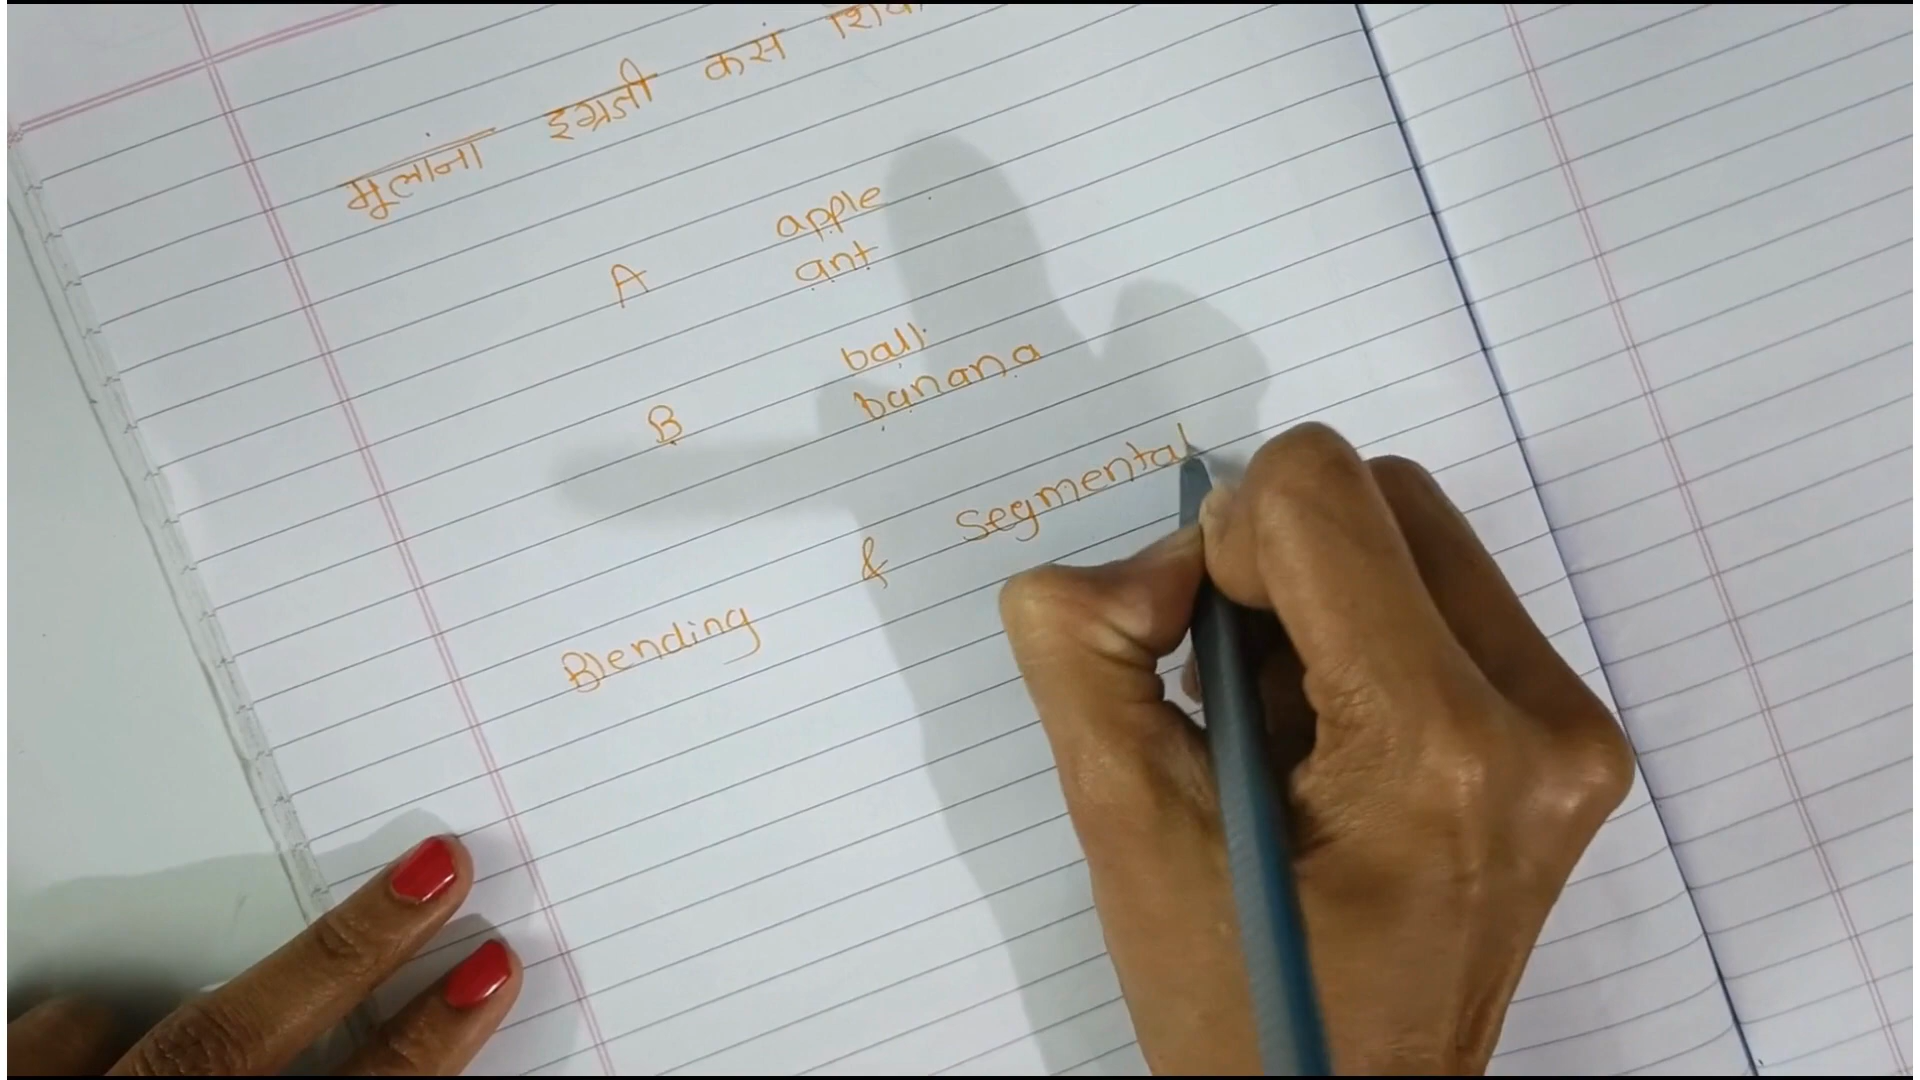 मूलांना इंग्रजी कसं
A apple
ant
B ball
banana
Blending & Segmental